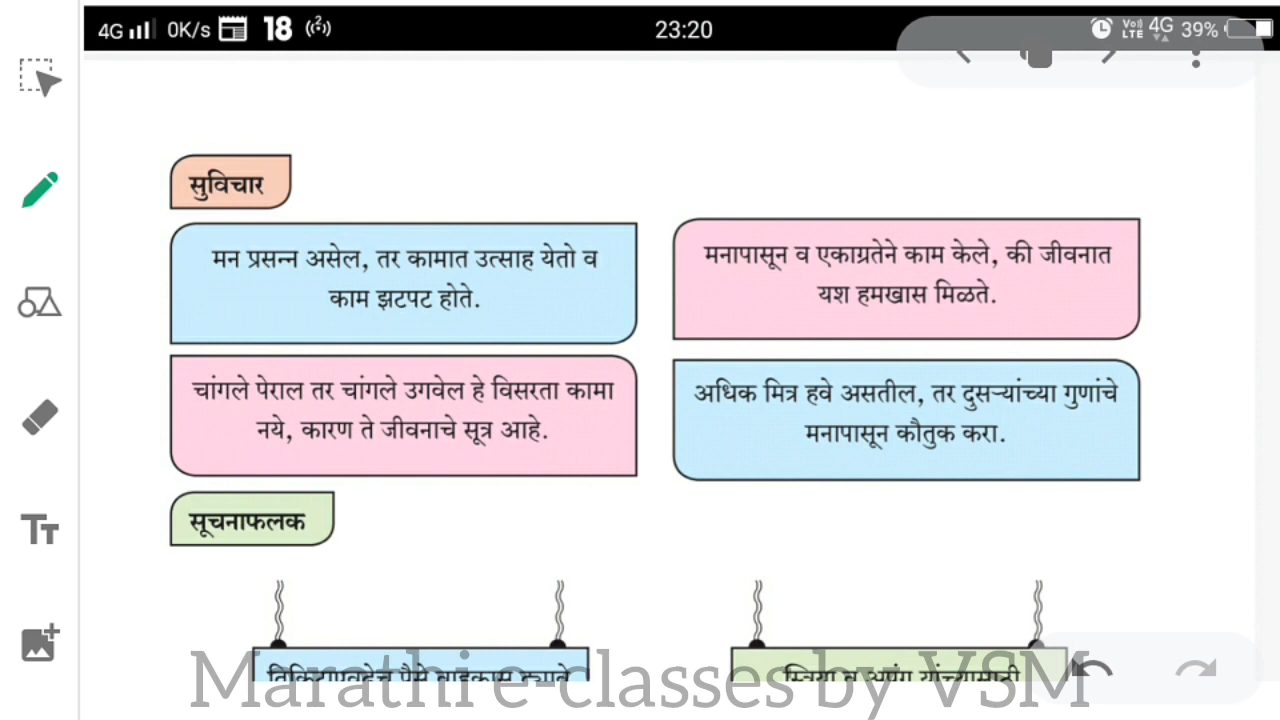 4G 0K/s 18 23:20 4G 39%
सुविचार
मन प्रसन्न असेल, तर कामात उत्साह येतो व
काम झटपट होते.
मनापासून व एकाग्रतेने काम केले, की जीवनात
यश हमखास मिळते.
चांगले पेराल तर चांगले उगवेल हे विसरता कामा
नये, कारण ते जीवनाचे सूत्र आहे.
अधिक मित्र हवे असतील, तर दुसऱ्यांच्या गुणांचे
मनापासून कौतुक करा.
सूचनाफलक
स्त्रिया व अपंग यांच्यासाठी
Marathi e-classes by VSM
Tт